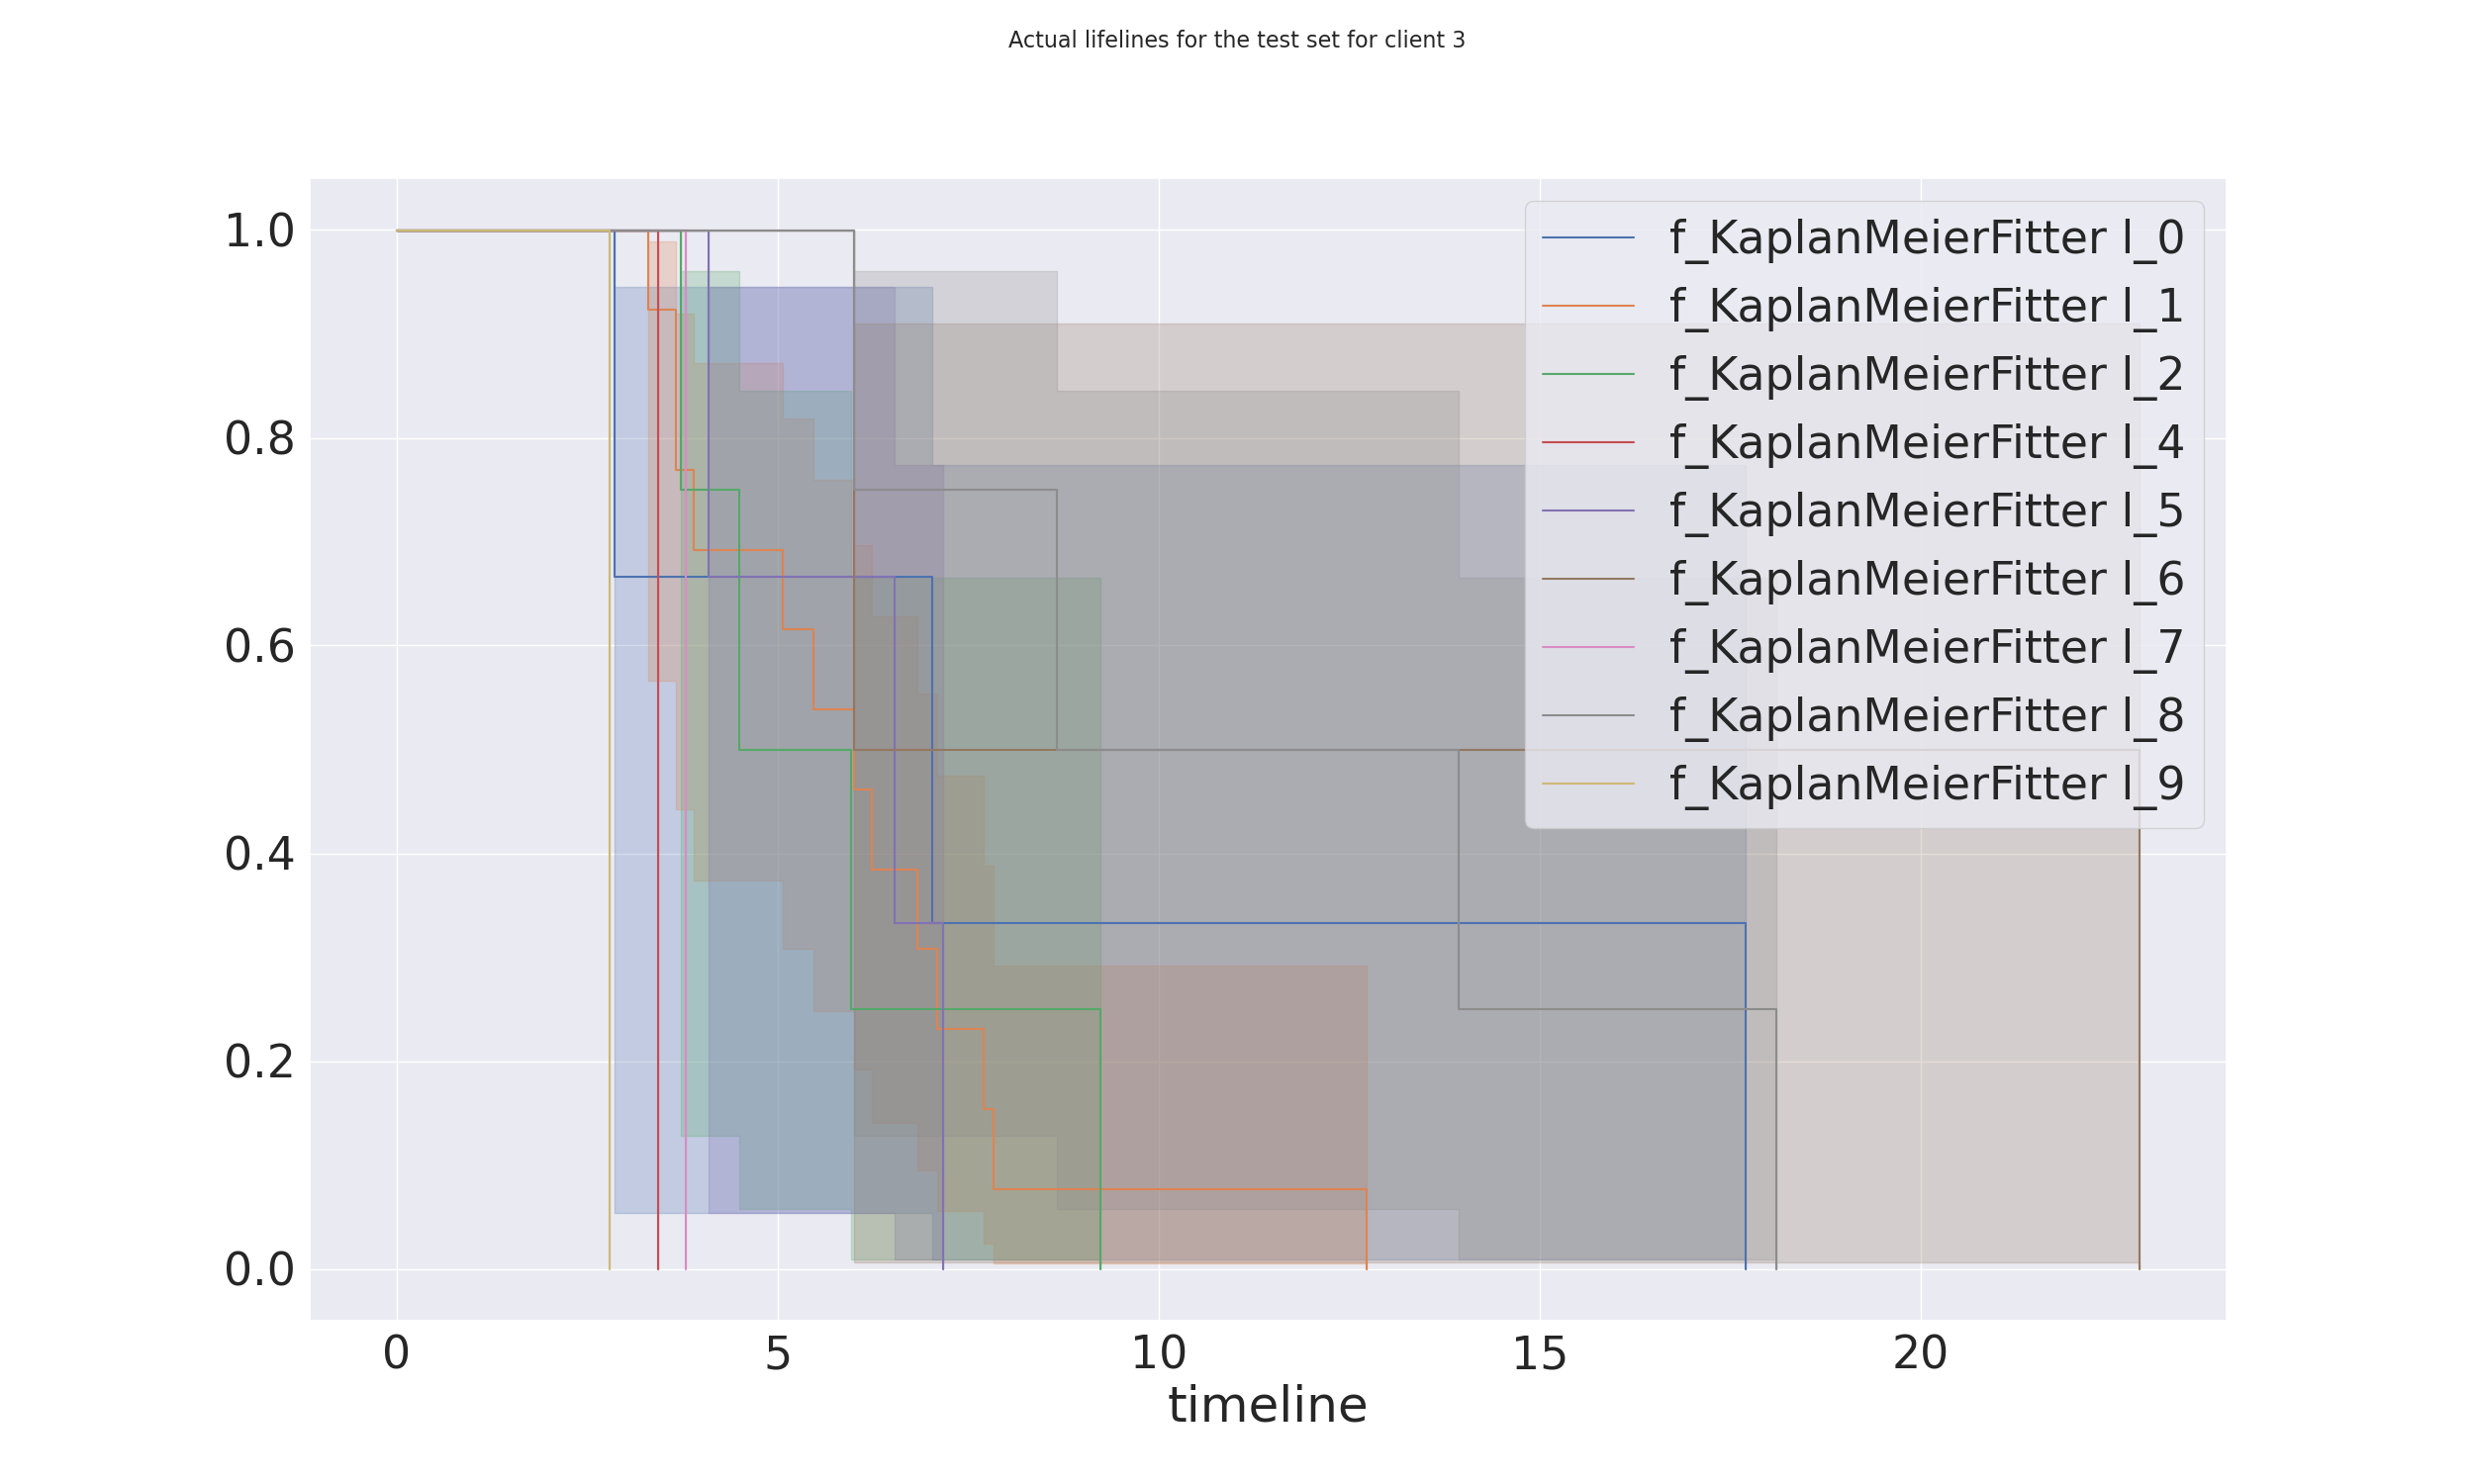 Actual lifelines for the test set for client 3
1.0
0.8
0.6
0.4
0.2
0.0
f_KaplanMeierFitter l_0
f_KaplanMeierFitter l_1
f_KaplanMeierFitter l_2
f_KaplanMeierFitter l_4
f_KaplanMeierFitter l_5
f_KaplanMeierFitter l_6
f_KaplanMeierFitter l_7
f_KaplanMeierFitter l_8
f_KaplanMeierFitter l_9
0 5 10 15 20
timeline